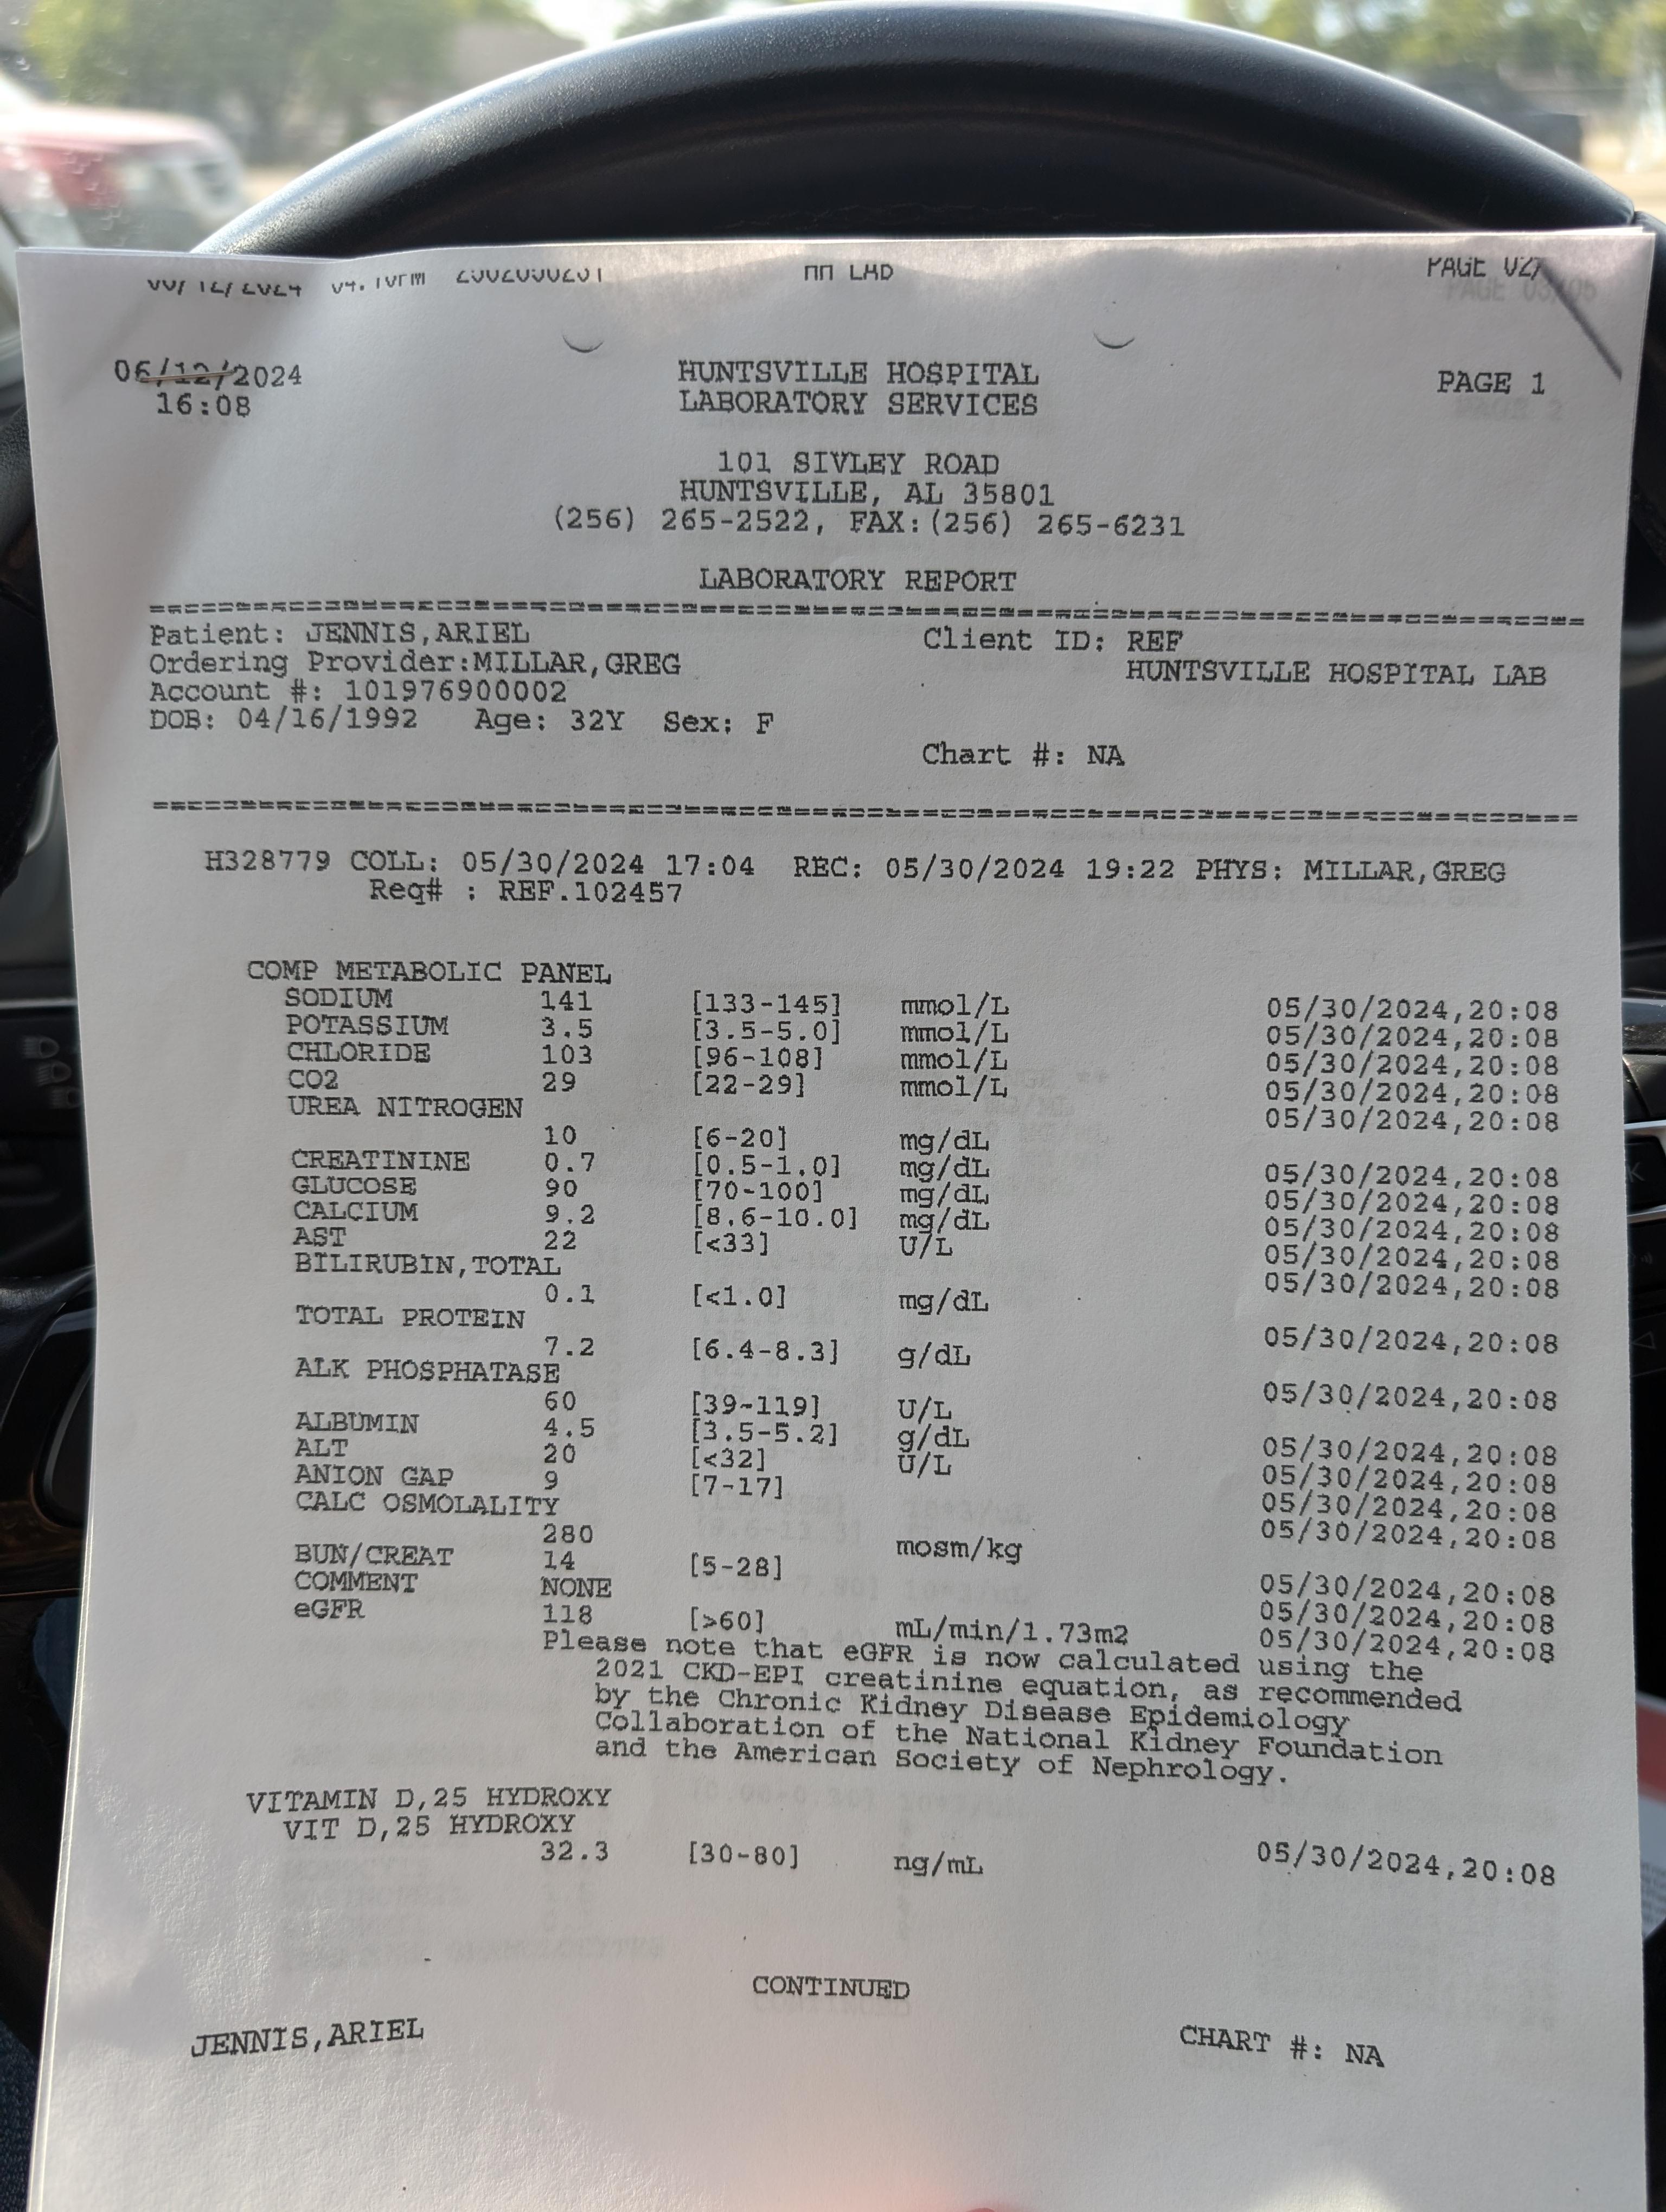 PAGE 02/
06/12/2024
16:08
HUNTSVILLE HOSPITAL
LABORATORY SERVICES
PAGE 1
101 SIVLEY ROAD
HUNTSVILLE, AL 35801
(256) 265-2522, FAX:(256) 265-6231
LABORATORY REPORT
Patient: JENNIS,ARIEL Client ID: REF
Ordering Provider:MILLAR,GREG HUNTSVILLE HOSPITAL LAB
Account #: 101976900002
DOB: 04/16/1992 Age: 32Y Sex: F
Chart #: NA
H328779 COLL: 05/30/2024 17:04 REC: 05/30/2024 19:22 PHYS: MILLAR,GREG
Req# : REF.102457
COMP METABOLIC PANEL
SODIUM 141 [133-145] mmol/L 05/30/2024,20:08
POTASSIUM 3.5 [3.5-5.0] mmol/L 05/30/2024,20:08
CHLORIDE 103 [96-108] mmol/L 05/30/2024,20:08
CO2 29 [22-29] mmol/L 05/30/2024,20:08
UREA NITROGEN 05/30/2024,20:08
10 [6-20] mg/dL
CREATININE 0.7 [0.5-1.0] mg/dL 05/30/2024,20:08
GLUCOSE 90 [70-100] mg/dL 05/30/2024,20:08
CALCIUM 9.2 [8.6-10.0] mg/dL 05/30/2024,20:08
AST 22 [<33] U/L 05/30/2024,20:08
BILIRUBIN,TOTAL 05/30/2024,20:08
0.1 [<1.0] mg/dL
TOTAL PROTEIN 05/30/2024,20:08
7.2 [6.4-8.3] g/dL
ALK PHOSPHATASE 05/30/2024,20:08
60 [39-119] U/L
ALBUMIN 4.5 [3.5-5.2] g/dL 05/30/2024,20:08
ALT 20 [<32] U/L 05/30/2024,20:08
ANION GAP 9 [7-17] 05/30/2024,20:08
CALC OSMOLALITY 05/30/2024,20:08
280 mosm/kg
BUN/CREAT 14 [5-28] 05/30/2024,20:08
COMMENT NONE 05/30/2024,20:08
eGFR 118 [>60] mL/min/1.73m2 05/30/2024,20:08
Please note that eGFR is now calculated using the
2021 CKD-EPI creatinine equation, as recommended
by the Chronic Kidney Disease Epidemiology
Collaboration of the National Kidney Foundation
and the American Society of Nephrology.
VITAMIN D,25 HYDROXY
VIT D,25 HYDROXY
32.3 [30-80] ng/mL 05/30/2024,20:08
CONTINUED
JENNIS,ARIEL CHART #: NA